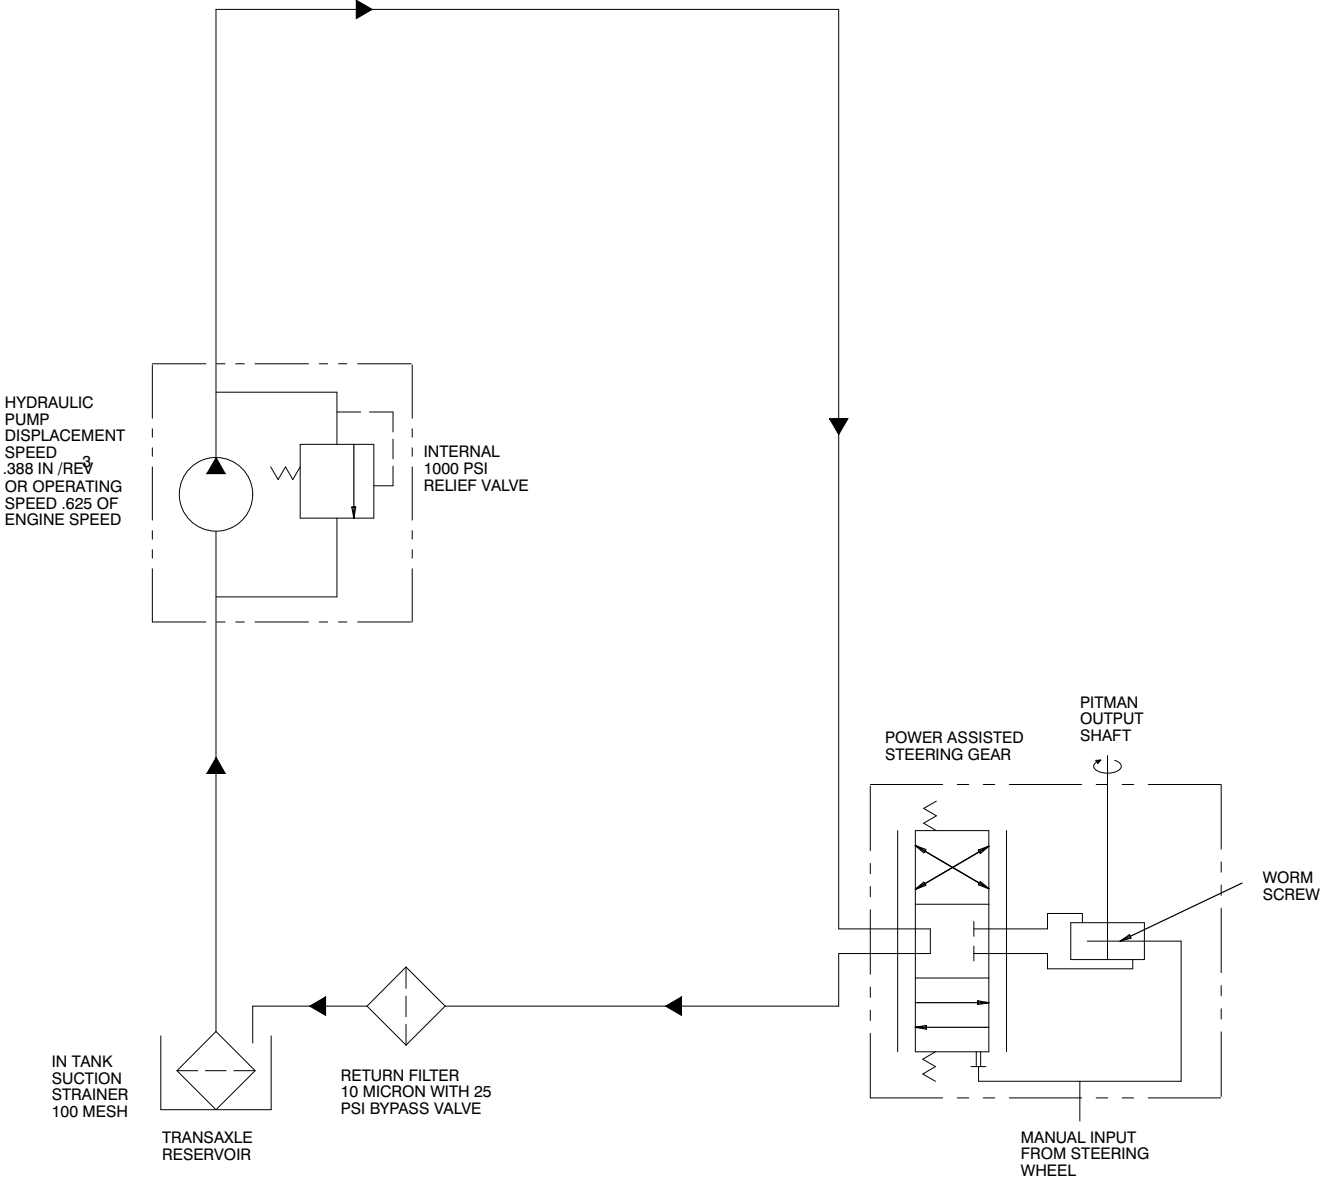 HYDRAULIC
PUMP
DISPLACEMENT
SPEED
.388 IN 3/REV
OR OPERATING
SPEED .625 OF
ENGINE SPEED
INTERNAL
1000 PSI
RELIEF VALVE
PITMAN
OUTPUT
SHAFT
POWER ASSISTED
STEERING GEAR
WORM
SCREW
IN TANK
SUCTION
STRAINER
100 MESH
RETURN FILTER
10 MICRON WITH 25
PSI BYPASS VALVE
TRANSAXLE
RESERVOIR
MANUAL INPUT
FROM STEERING
WHEEL